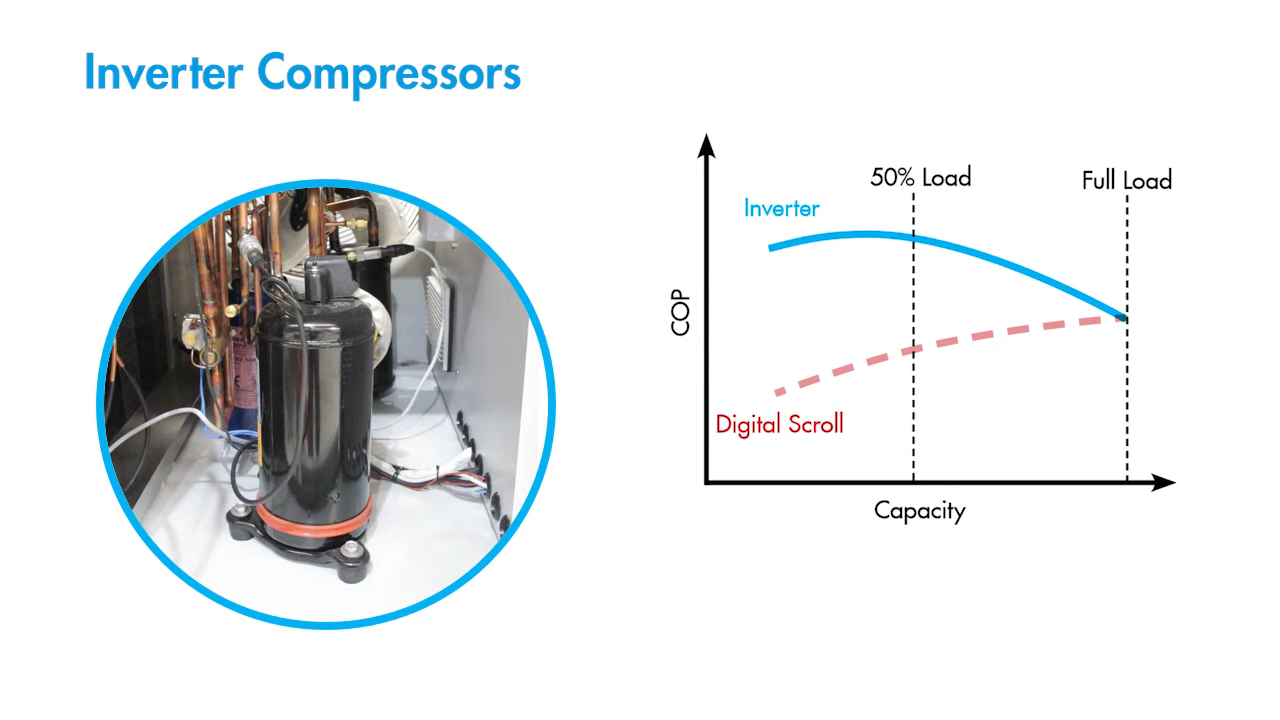 Inverter Compressors
50% Load
Full Load
Inverter
COP
Digital Scroll
Capacity